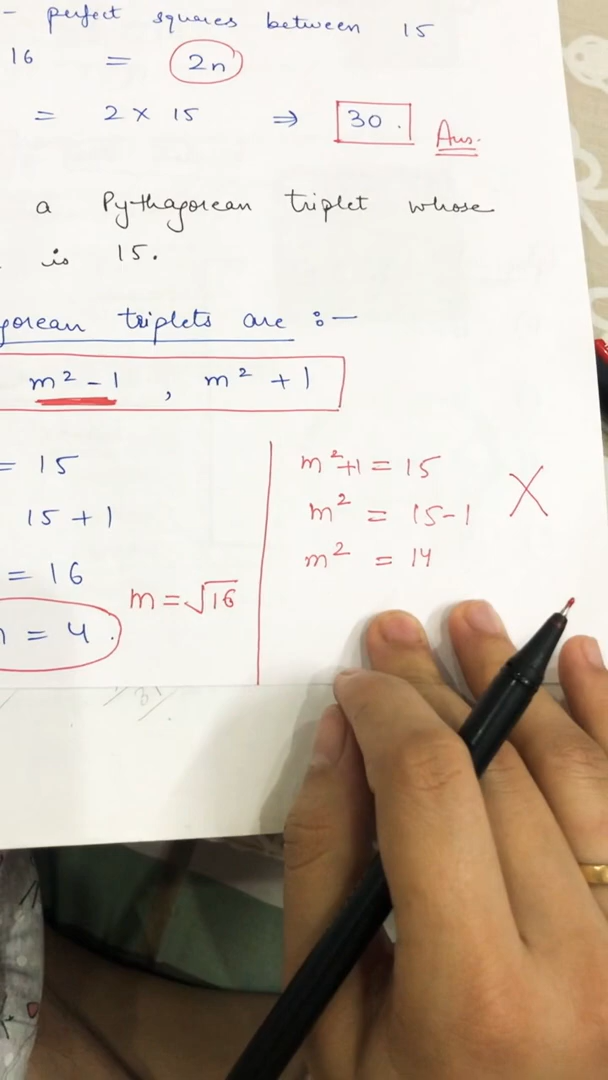 - perfect squares between 15
16 = 2n
= 2 × 15 ⇒ 30. Ans.
a Pythagorean triplet whose
is 15.
gorean triplets are :-
m² - 1 , m² + 1
= 15
15 + 1
= 16
m = √16
= 4.
m²+1 = 15
m² = 15-1
m² = 14
X